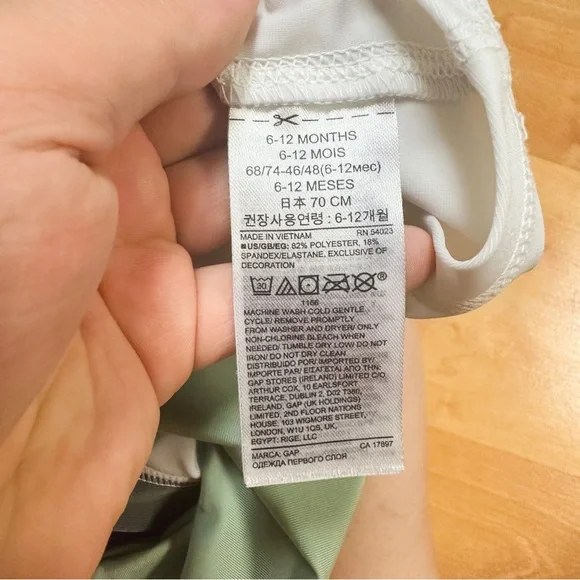 6-12 MONTHS
6-12 MOIS
68/74-46/48(6-12мес)
6-12 MESES
日本 70 CM
권장사용연령 : 6-12개월
MADE IN VIETNAM RN 54023
■US/GB/EG: 82% POLYESTER, 18%
SPANDEX/ELASTANE, EXCLUSIVE OF
DECORATION
30
®
1166
MACHINE WASH COLD GENTLE
CYCLE/ REMOVE PROMPTLY
FROM WASHER AND DRYER/ ONLY
NON-CHLORINE BLEACH WHEN
NEEDED/ TUMBLE DRY LOW/ DO NOT
IRON/ DO NOT DRY CLEAN
DISTRIBUIDO POR/ IMPORTED BY/
IMPORTE PAR/ ΕΙΣΑΓΕΤΑΙ ΑΠΟ ΤΗΝ:
GAP STORES (IRELAND) LIMITED C/O
ARTHUR COX, 10 EARLSFORT
TERRACE, DUBLIN 2, D02 T380,
IRELAND, GAP (UK HOLDINGS)
LIMITED, 2ND FLOOR NATIONS
HOUSE, 103 WIGMORE STREET,
LONDON, W1U 1QS, UK,
EGYPT: RIGE, LLC
MARCA: GAP CA 17897
ОДЕЖДА ПЕРВОГО СЛОЯ